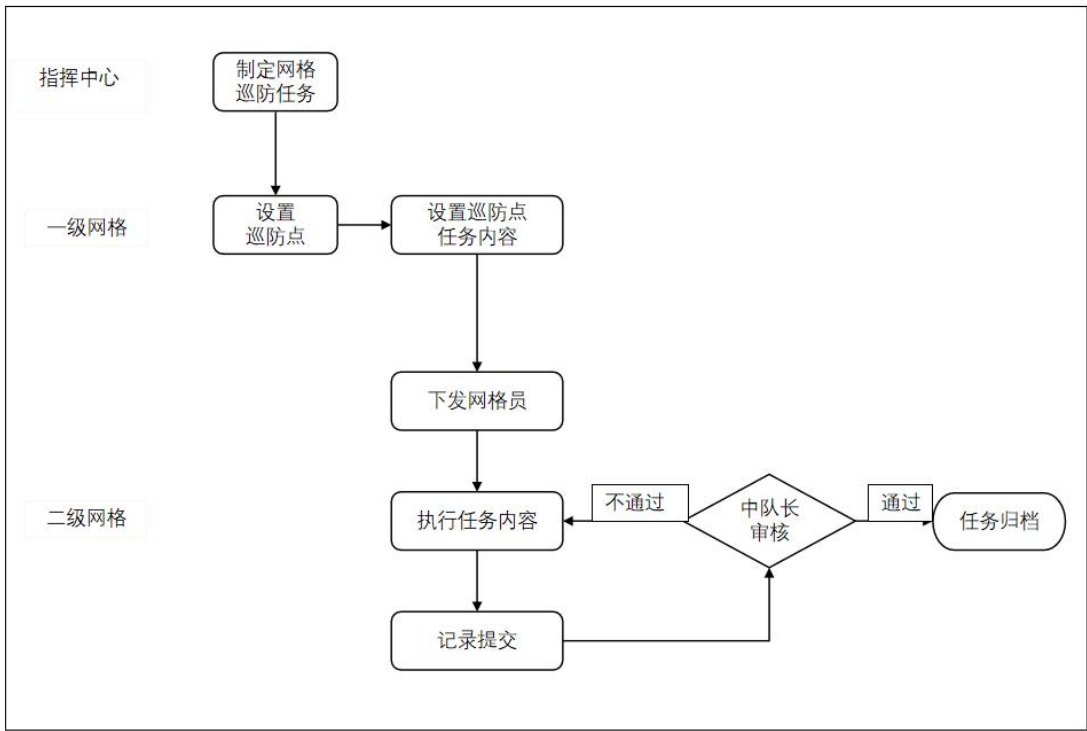 指挥中心
制定网格
巡防任务
一级网格
设置
巡防点
设置巡防点
任务内容
下发网格员
二级网格
执行任务内容
不通过
中队长
审核
通过
任务归档
记录提交